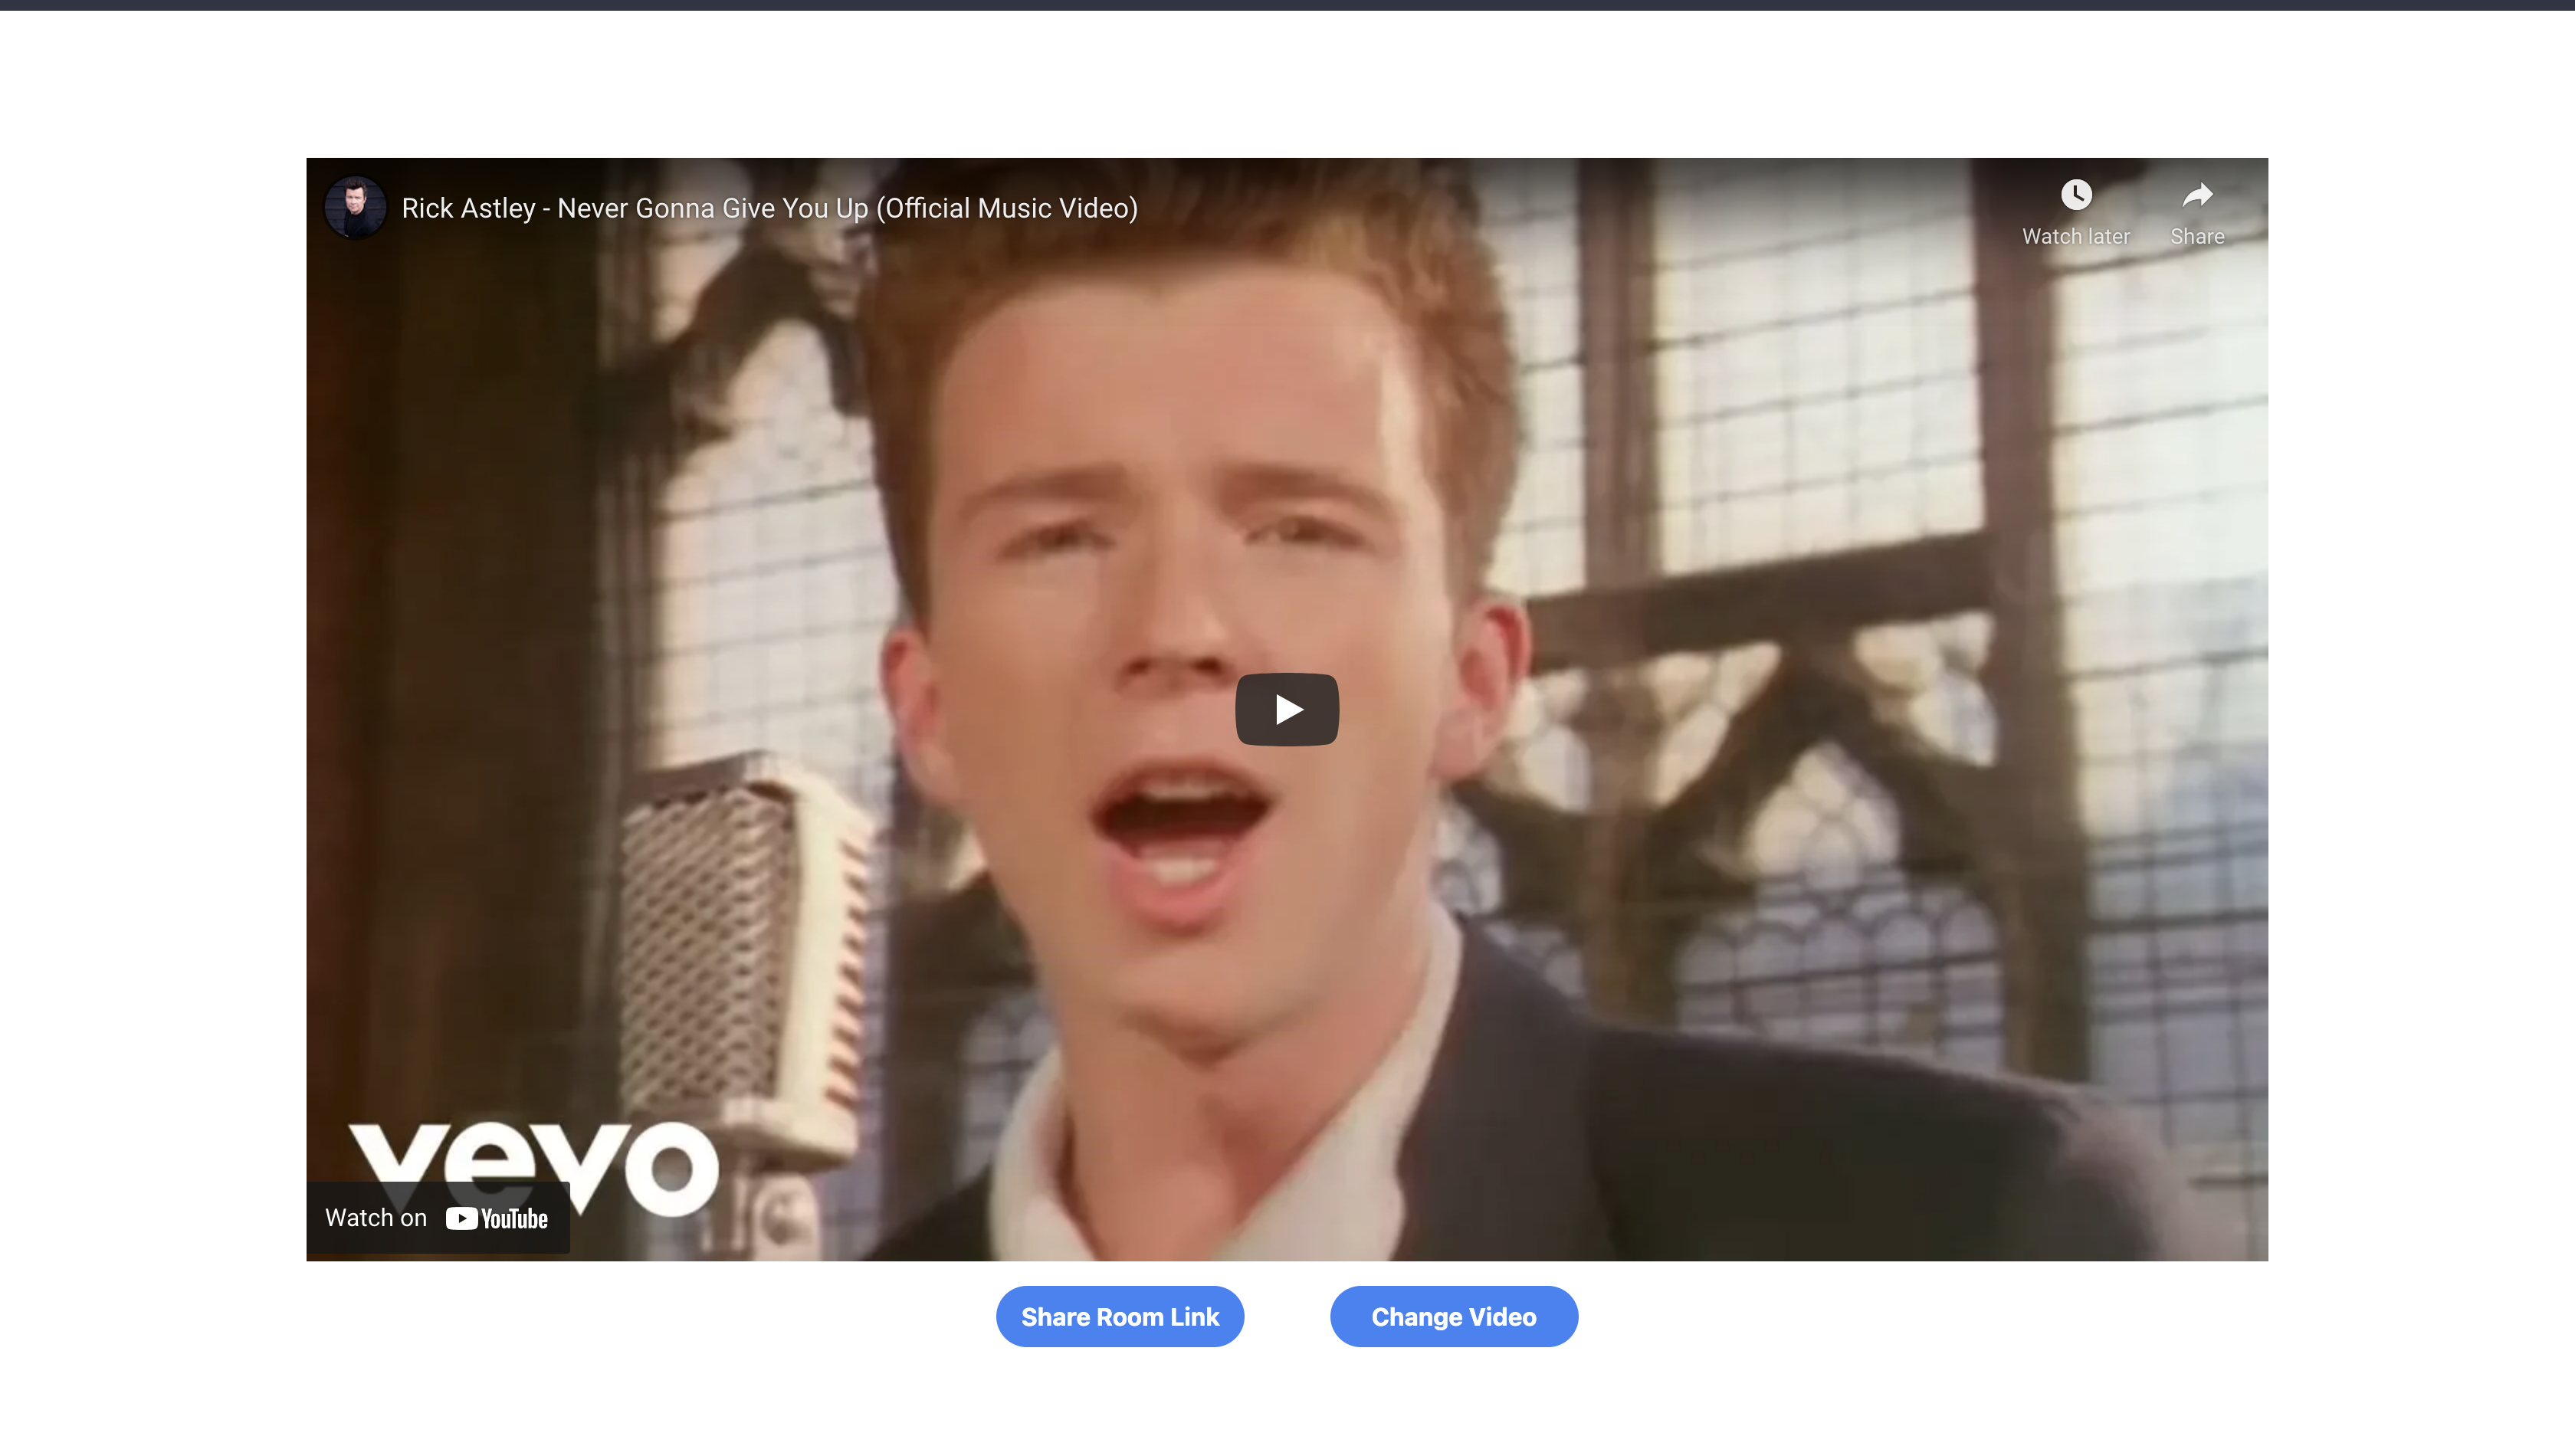 Rick Astley - Never Gonna Give You Up (Official Music Video)
Watch later
Share
vevo
Watch on YouTube
Share Room Link
Change Video